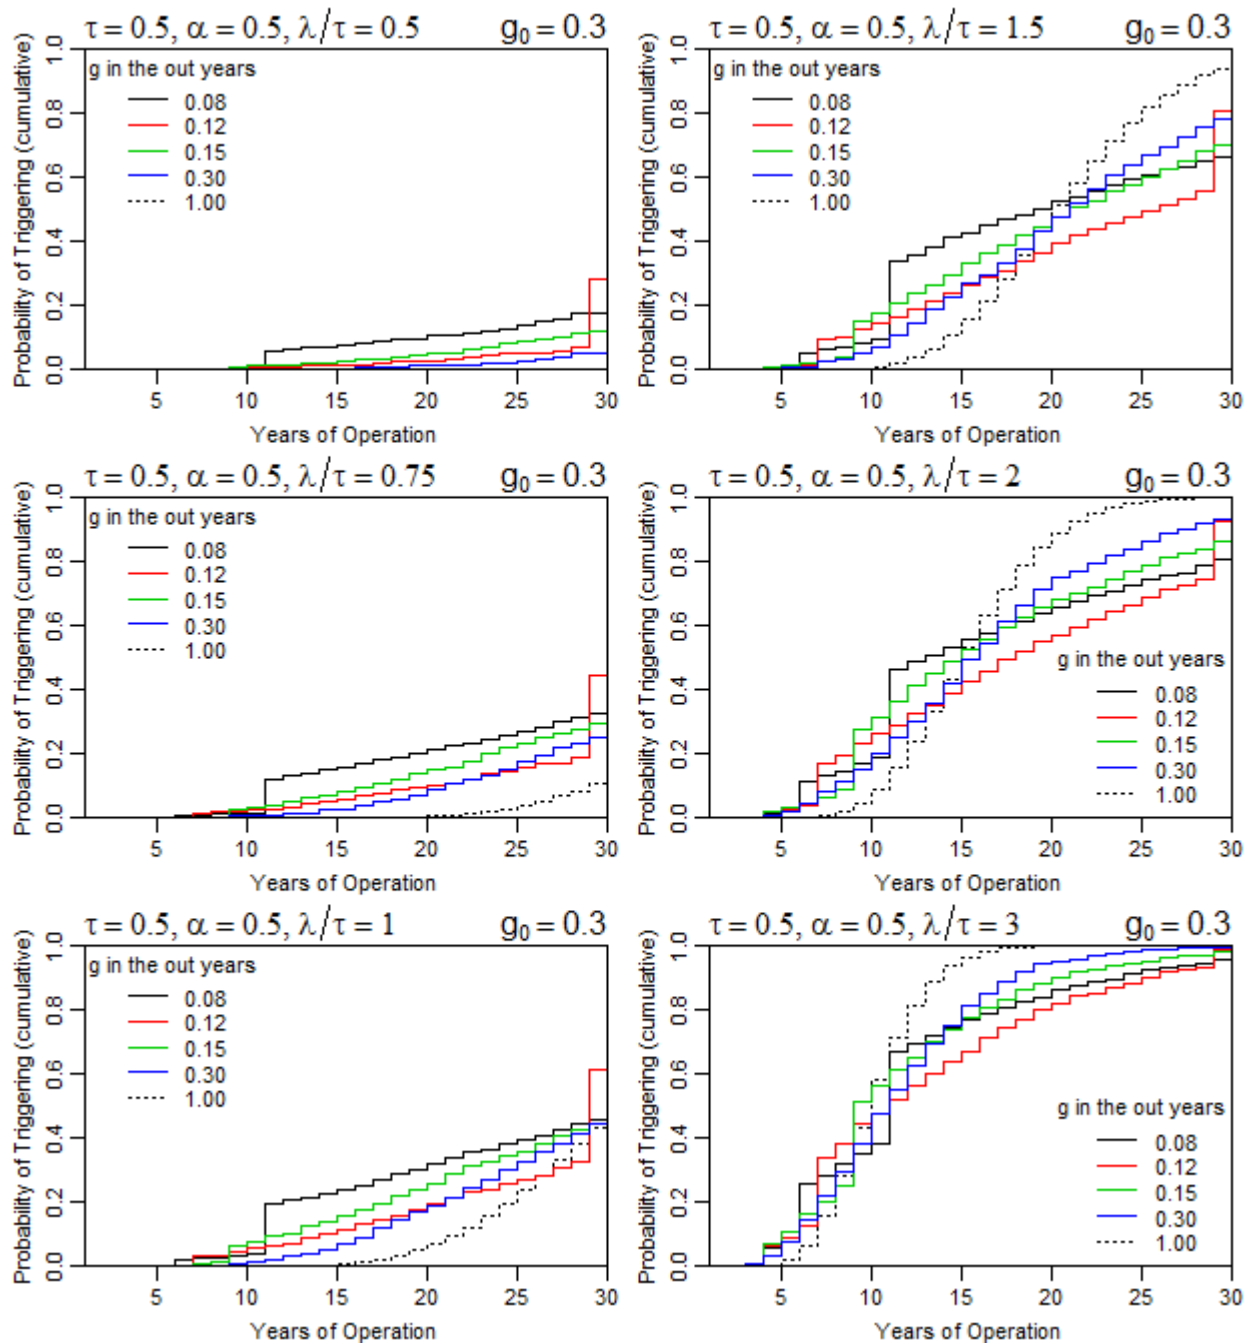 τ = 0.5, α = 0.5, λ/τ = 0.5 g₀ = 0.3
Probability of Triggering (cumulative)
0.0 0.2 0.4 0.6 0.8 1.0
g in the out years
0.08
0.12
0.15
0.30
1.00
5 10 15 20 25 30
Years of Operation
τ = 0.5, α = 0.5, λ/τ = 1.5 g₀ = 0.3
Probability of Triggering (cumulative)
0.0 0.2 0.4 0.6 0.8 1.0
g in the out years
0.08
0.12
0.15
0.30
1.00
5 10 15 20 25 30
Years of Operation
τ = 0.5, α = 0.5, λ/τ = 0.75 g₀ = 0.3
Probability of Triggering (cumulative)
0.0 0.2 0.4 0.6 0.8 1.0
g in the out years
0.08
0.12
0.15
0.30
1.00
5 10 15 20 25 30
Years of Operation
τ = 0.5, α = 0.5, λ/τ = 2 g₀ = 0.3
Probability of Triggering (cumulative)
0.0 0.2 0.4 0.6 0.8 1.0
g in the out years
0.08
0.12
0.15
0.30
1.00
5 10 15 20 25 30
Years of Operation
τ = 0.5, α = 0.5, λ/τ = 1 g₀ = 0.3
Probability of Triggering (cumulative)
0.0 0.2 0.4 0.6 0.8 1.0
g in the out years
0.08
0.12
0.15
0.30
1.00
5 10 15 20 25 30
Years of Operation
τ = 0.5, α = 0.5, λ/τ = 3 g₀ = 0.3
Probability of Triggering (cumulative)
0.0 0.2 0.4 0.6 0.8 1.0
g in the out years
0.08
0.12
0.15
0.30
1.00
5 10 15 20 25 30
Years of Operation